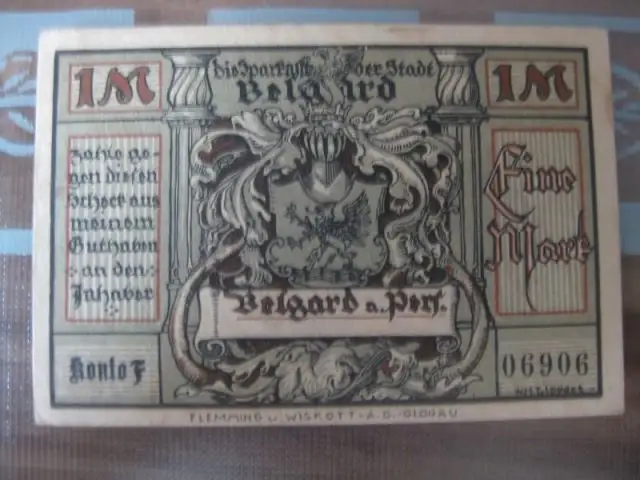 1M
die Sparkasse der Stadt
Belgard
1M
zahle ge-
gen diesen
Scheck aus
meinem
Guthaben
an den
Inhaber
Eine
Mark
Belgard a. Pers.
Konto F
06906
FLEMMING u. WISKOTT-A.G.-GLOGAU